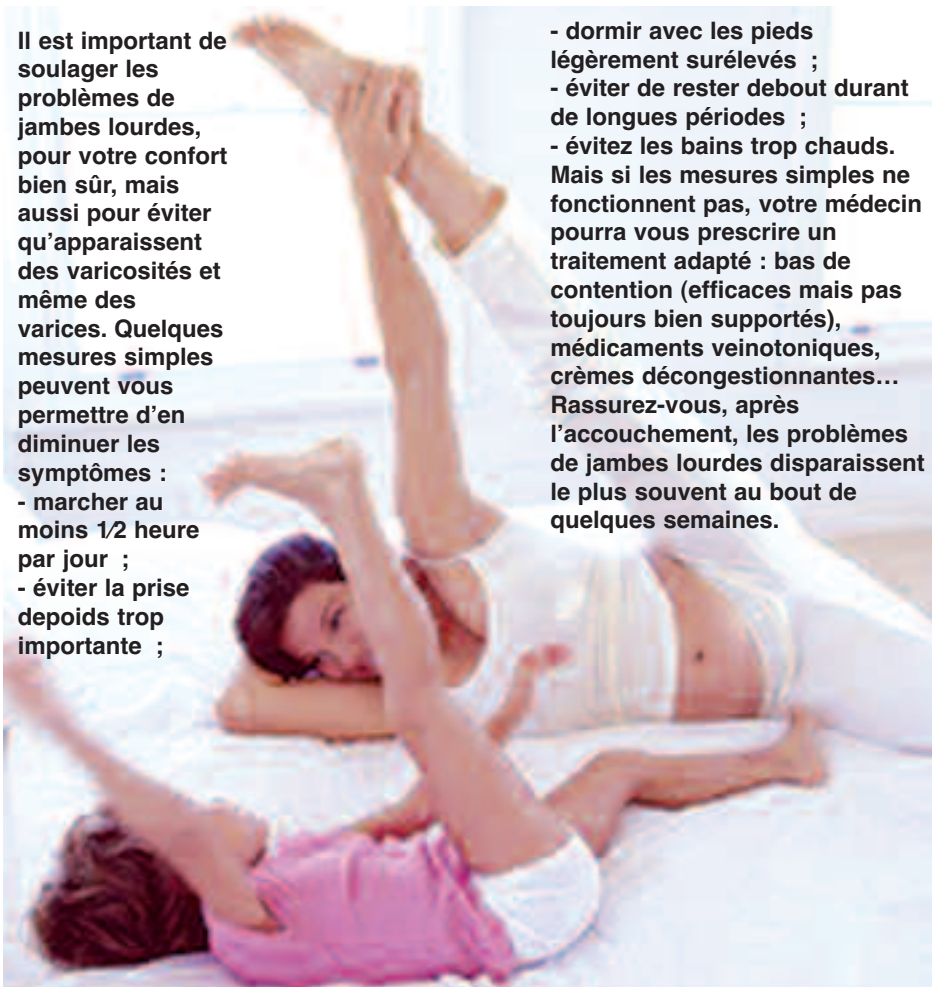 Il est important de
soulager les
problèmes de
jambes lourdes,
pour votre confort
bien sûr, mais
aussi pour éviter
qu'apparaissent
des varicosités et
même des
varices. Quelques
mesures simples
peuvent vous
permettre d'en
diminuer les
symptômes :
- marcher au
moins 1⁄2 heure
par jour ;
- éviter la prise
depoids trop
importante ;
- dormir avec les pieds
légèrement surélevés ;
- éviter de rester debout durant
de longues périodes ;
- évitez les bains trop chauds.
Mais si les mesures simples ne
fonctionnent pas, votre médecin
pourra vous prescrire un
traitement adapté : bas de
contention (efficaces mais pas
toujours bien supportés),
médicaments veinotoniques,
crèmes décongestionnantes…
Rassurez-vous, après
l'accouchement, les problèmes
de jambes lourdes disparaissent
le plus souvent au bout de
quelques semaines.